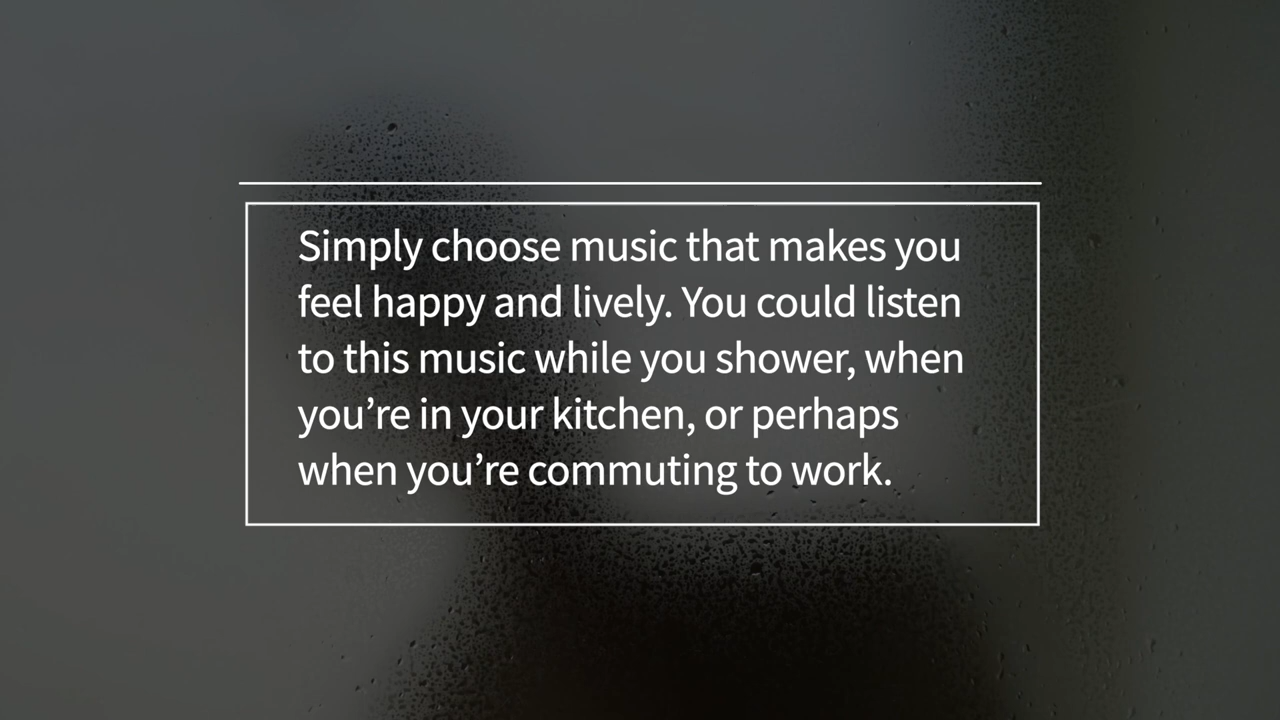 Simply choose music that makes you
feel happy and lively. You could listen
to this music while you shower, when
you’re in your kitchen, or perhaps
when you’re commuting to work.